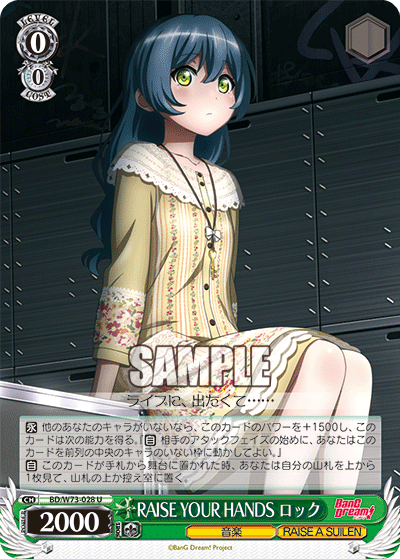 LEVEL
0
0
COST
SAMPLE
ライブに、出たくて……
永 他のあなたのキャラがいないなら、このカードのパワーを＋1500し、この
カードは次の能力を得る。『自 相手のアタックフェイズの始めに、あなたはこの
カードを前列の中央のキャラのいない枠に動かしてよい。』
自 このカードが手札から舞台に置かれた時、あなたは自分の山札を上から
1枚見て、山札の上か控え室に置く。
CH BD/W73-028 U
2000
RAISE YOUR HANDS ロック
BanG Dream!
音楽
RAISE A SUILEN
©BanG Dream! Project